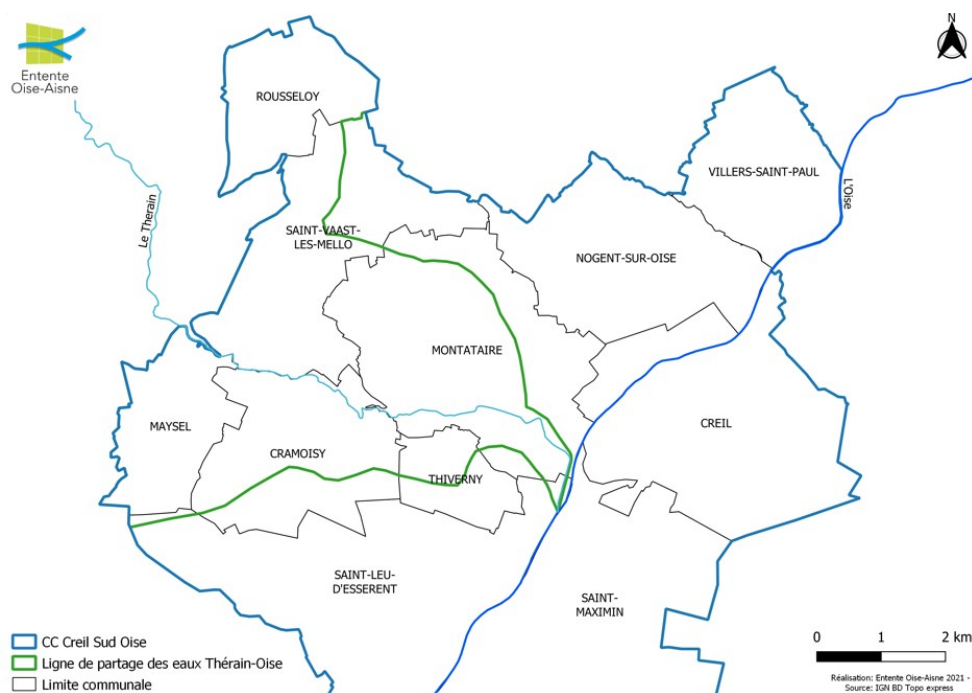 Entente
Oise-Aisne
N
ROUSSELOY
VILLERS-SAINT-PAUL
L'Oise
Le Therain
SAINT-VAAST-
LES-MELLO
NOGENT-SUR-OISE
MONTATAIRE
MAYSEL
CREIL
CRAMOISY
THIVERNY
SAINT-LEU-
D'ESSERENT
SAINT-
MAXIMIN
CC Creil Sud Oise
Ligne de partage des eaux Thérain-Oise
Limite communale
0 1 2 km
Réalisation: Entente Oise-Aisne 2021 -
Source: IGN BD Topo express